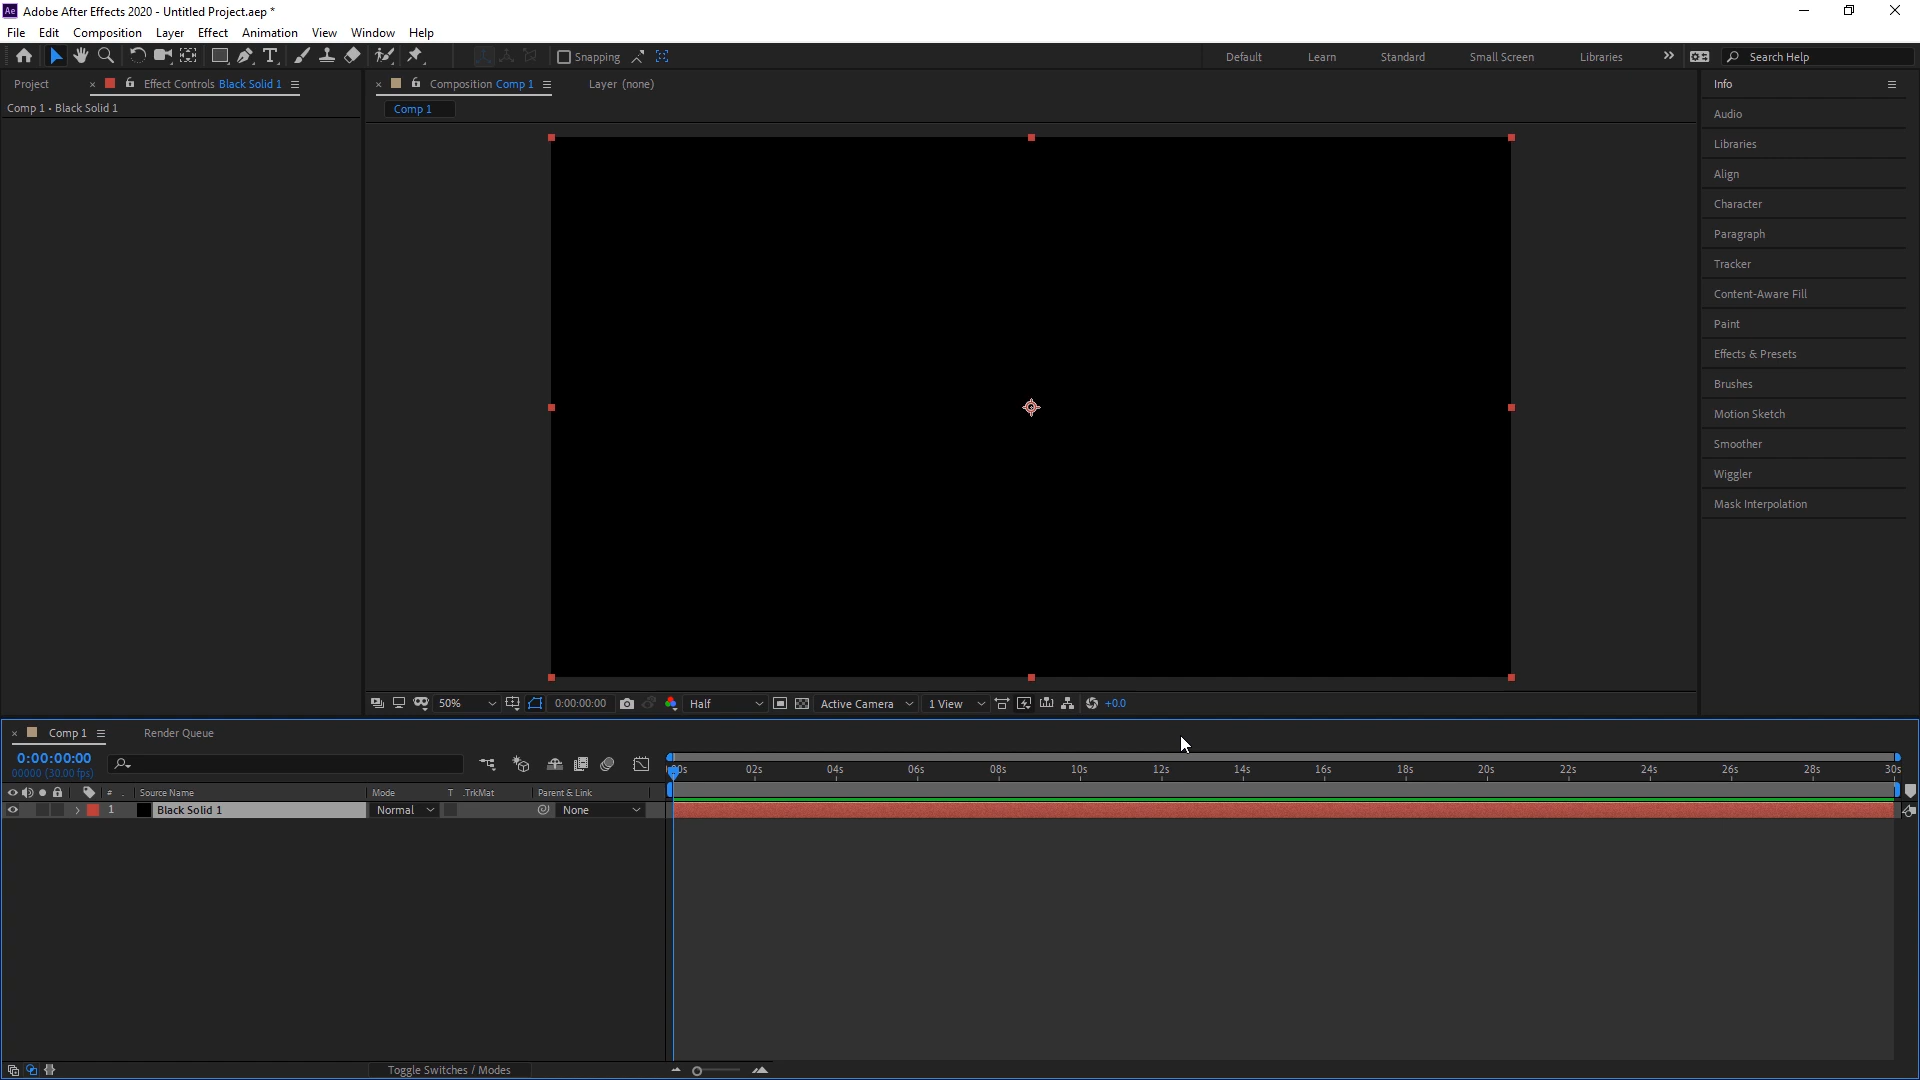 Ae Adobe After Effects 2020 - Untitled Project.aep *
File Edit Composition Layer Effect Animation View Window Help
Snapping Default Learn Standard Small Screen Libraries Search Help
Project Effect Controls Black Solid 1 Composition Comp 1 Layer (none) Info
Comp 1 • Black Solid 1
Comp 1
Audio
Libraries
Align
Character
Paragraph
Tracker
Content-Aware Fill
Paint
Effects & Presets
Brushes
Motion Sketch
Smoother
Wiggler
Mask Interpolation
50% 0:00:00:00 Half Active Camera 1 View +0.0
Comp 1 Render Queue
0:00:00:00
00000 (30.00 fps)
02s 04s 06s 08s 10s 12s 14s 16s 18s 20s 22s 24s 26s 28s 30s
# Source Name Mode T .TrkMat Parent & Link
1 Black Solid 1 Normal None
Toggle Switches / Modes